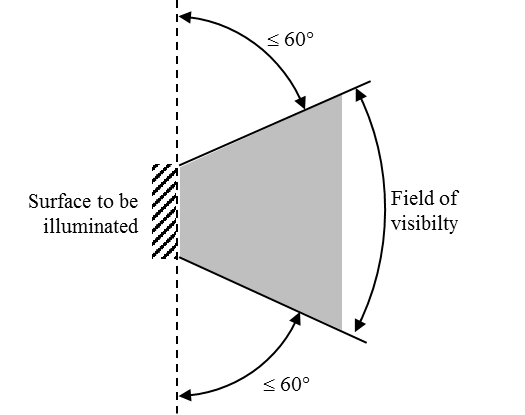 ≤ 60°
Surface to be
illuminated
Field of
visibilty
≤ 60°